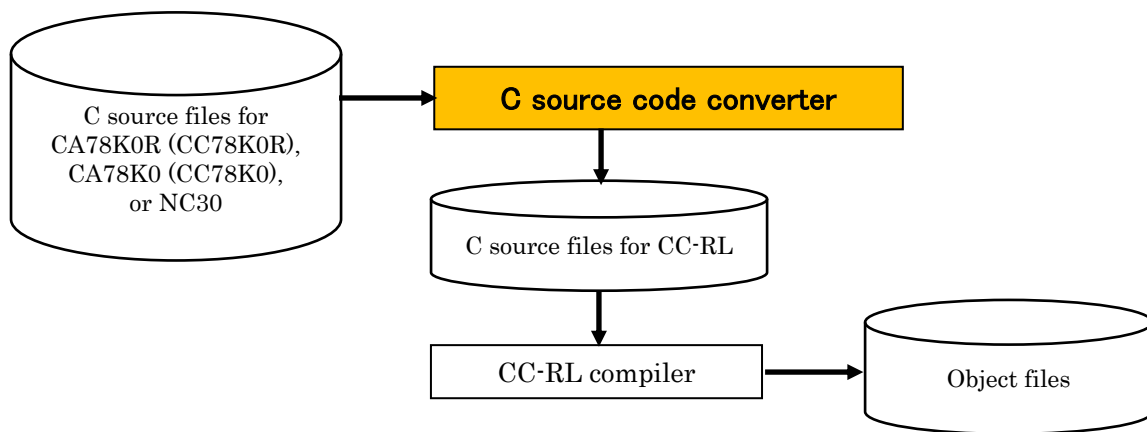 C source files for
CA78K0R (CC78K0R),
CA78K0 (CC78K0),
or NC30
C source code converter
C source files for CC-RL
CC-RL compiler
Object files